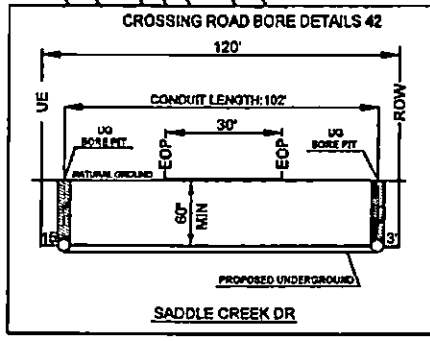 CROSSING ROAD BORE DETAILS 42
120'
UE
ROW
CONDUIT LENGTH:102'
30'
UG
BORE PIT
EOP
EOP
UG
BORE PIT
NATURAL GROUND
60"
MIN
15'
3'
PROPOSED UNDERGROUND
SADDLE CREEK DR